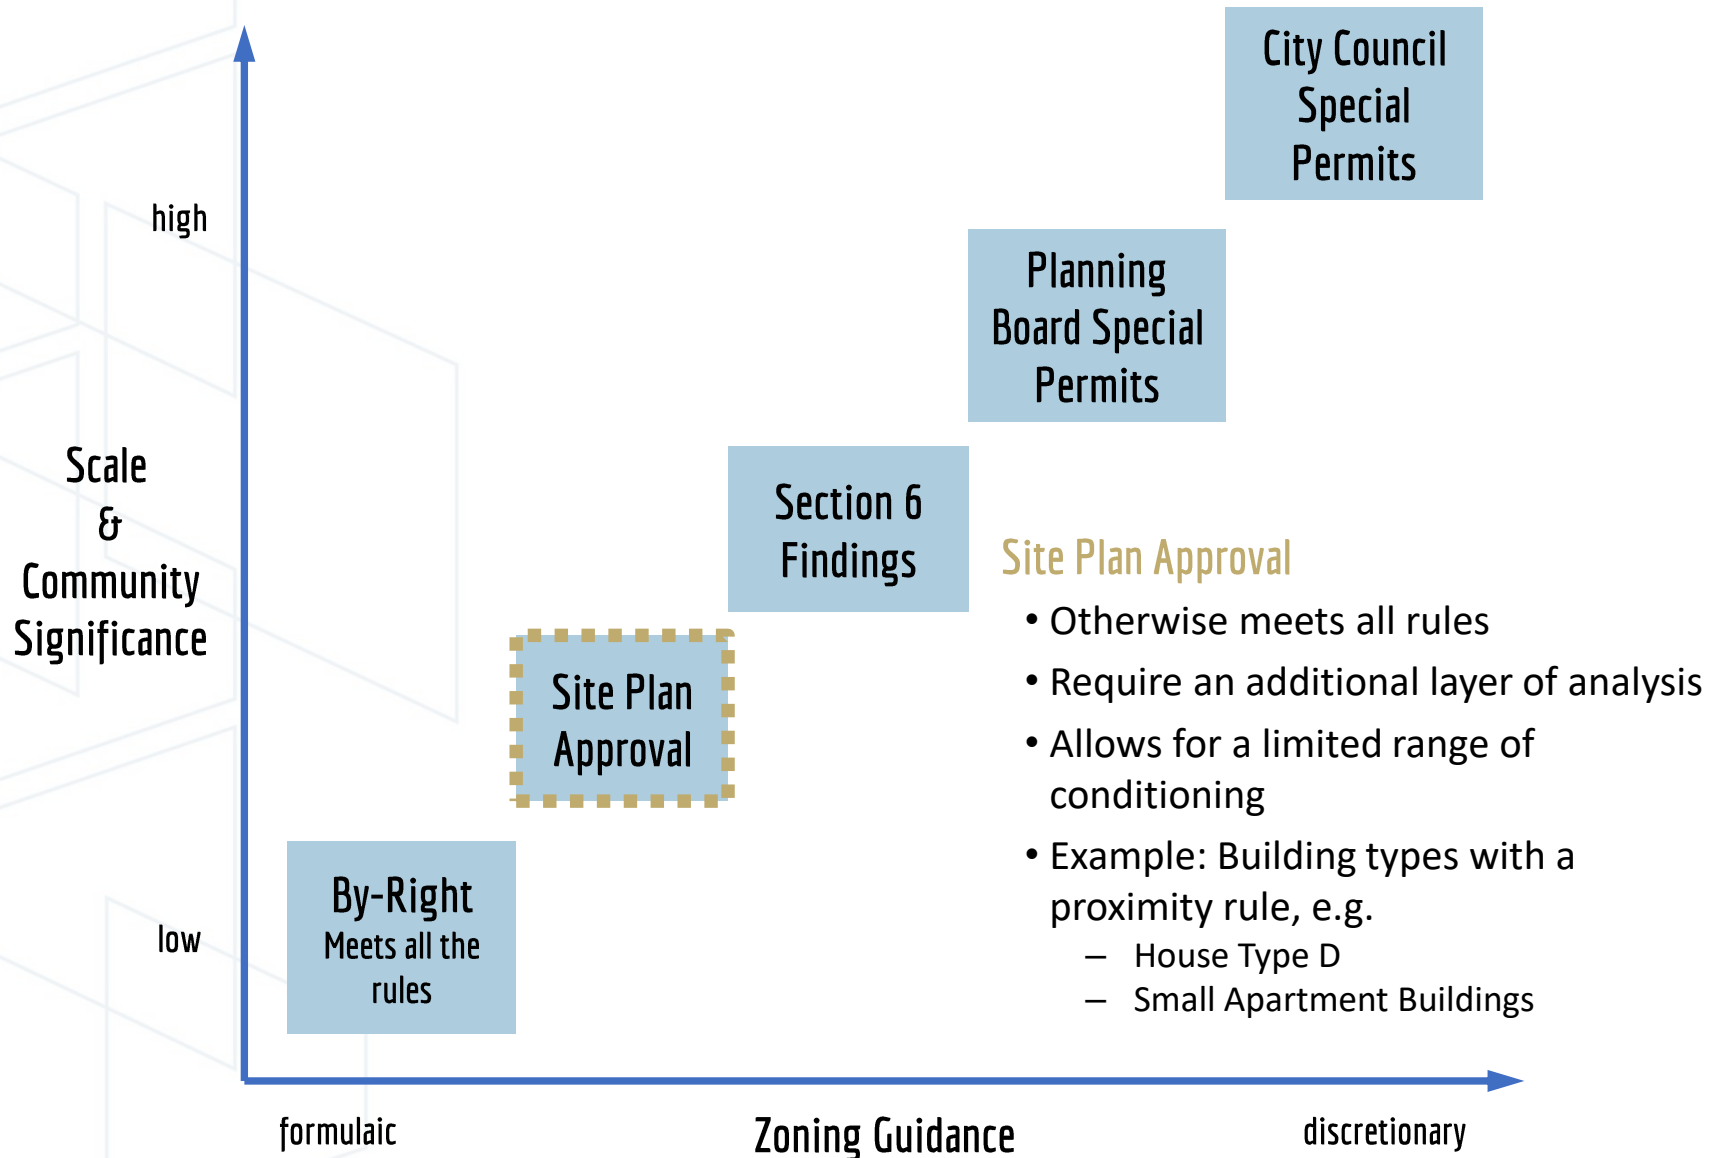 City Council
Special
Permits
high
Planning
Board Special
Permits
Scale
&
Community
Significance
Section 6
Findings
Site Plan
Approval
Site Plan Approval
• Otherwise meets all rules
• Require an additional layer of analysis
• Allows for a limited range of
conditioning
• Example: Building types with a
proximity rule, e.g.
– House Type D
– Small Apartment Buildings
By-Right
Meets all the
rules
low
formulaic
Zoning Guidance
discretionary